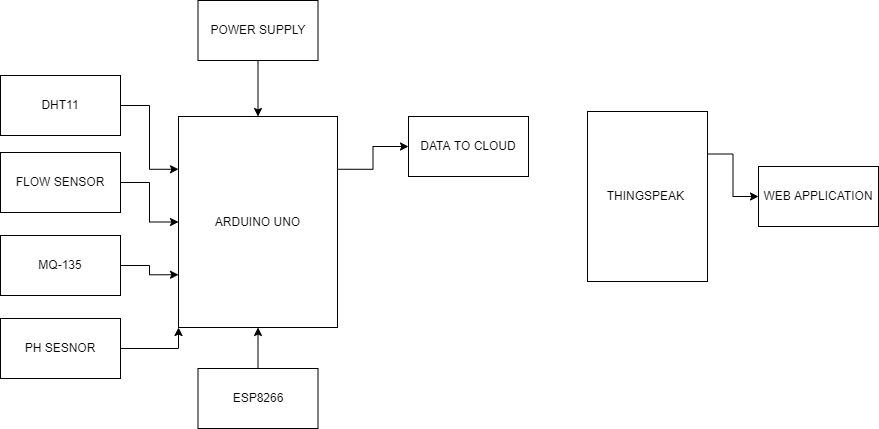 POWER SUPPLY
DHT11
FLOW SENSOR
MQ-135
PH SESNOR
ARDUINO UNO
ESP8266
DATA TO CLOUD
THINGSPEAK
WEB APPLICATION